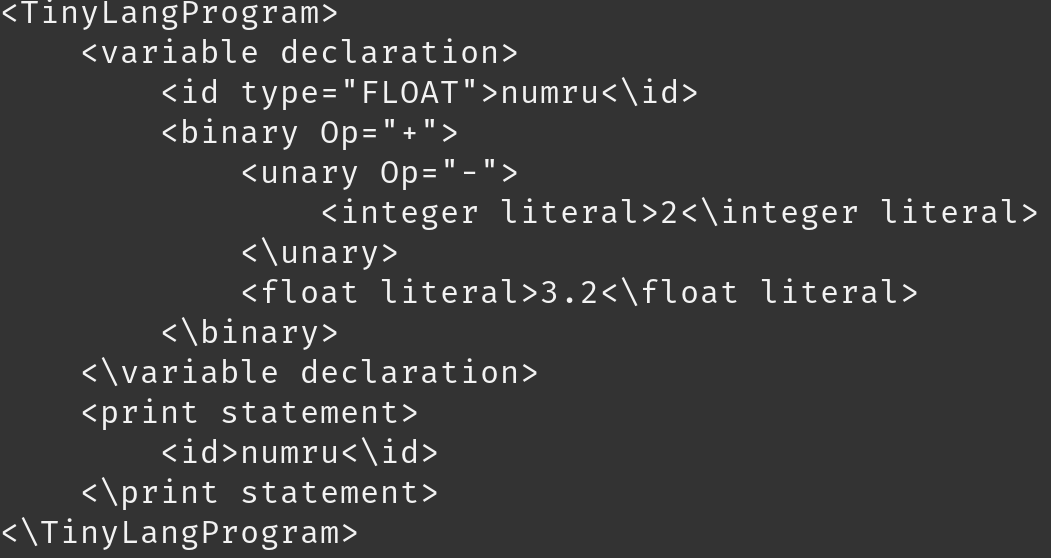 <TinyLangProgram>
    <variable declaration>
        <id type="FLOAT">numru<\id>
        <binary Op="+">
            <unary Op="-">
                <integer literal>2<\integer literal>
            <\unary>
            <float literal>3.2<\float literal>
        <\binary>
    <\variable declaration>
    <print statement>
        <id>numru<\id>
    <\print statement>
<\TinyLangProgram>